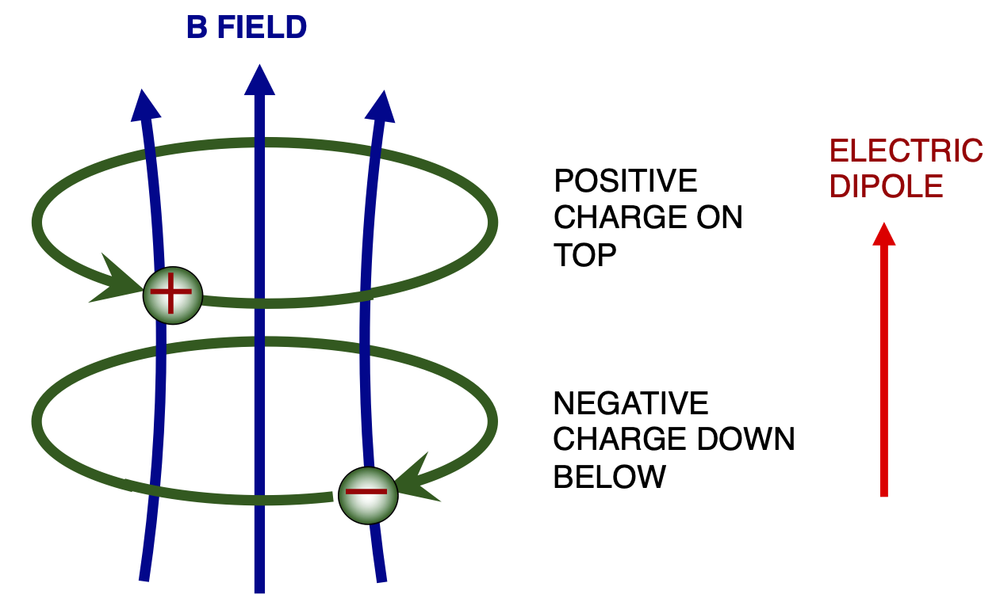 B FIELD
ELECTRIC
DIPOLE
POSITIVE
CHARGE ON
TOP
+
NEGATIVE
CHARGE DOWN
BELOW
−